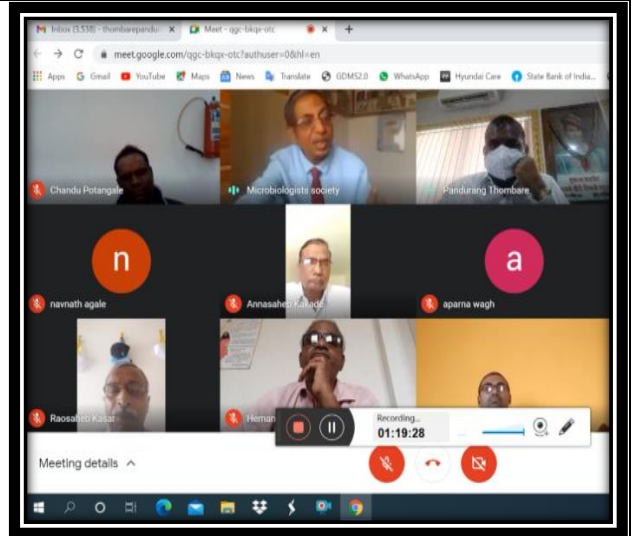 Inbox (3,538) - thombarepandu
Meet - qgc-bkqx-otc
meet.google.com/qgc-bkqx-otc?authuser=0&hl=en
Apps Gmail YouTube Maps News Translate GDMS2.0 WhatsApp Hyundai Care State Bank of India...
Chandu Potangale
Microbiologists society
Pandurang Thombare
n
navnath agale
Annasaheb Kakade
a
aparna wagh
Raosaheb Kasar
Heman
Recording...
01:19:28
Meeting details